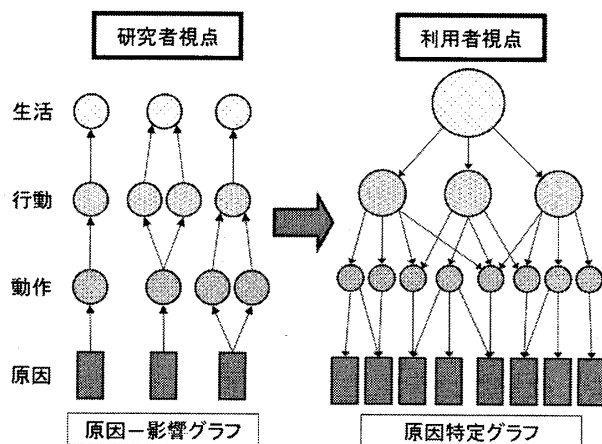 研究者視点
利用者視点
生活
行動
動作
原因
原因－影響グラフ
原因特定グラフ